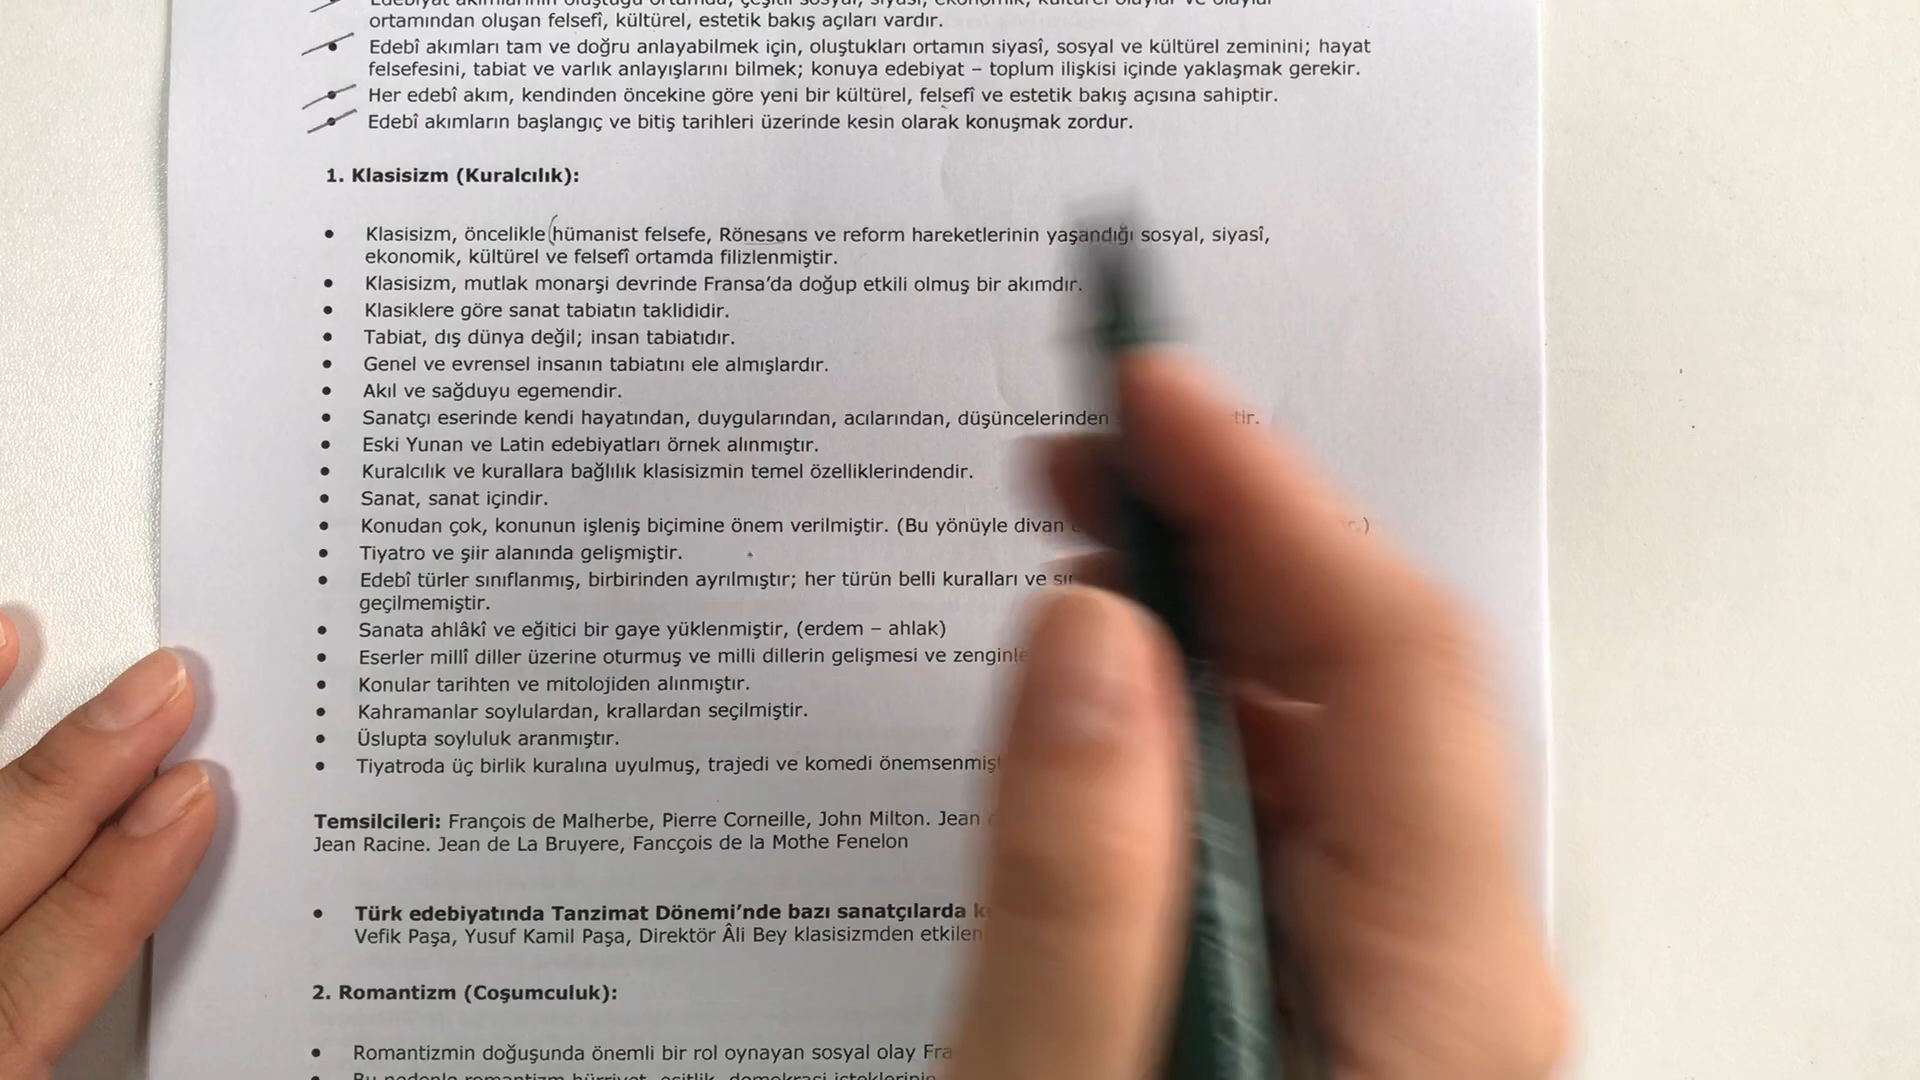 Edebiyat akımlarının oluştuğu ortamda, çeşitli sosyal, siyasi, ekonomik, kültürel olaylar ve olaylar
ortamından oluşan felsefî, kültürel, estetik bakış açıları vardır.
• Edebî akımları tam ve doğru anlayabilmek için, oluştukları ortamın siyasî, sosyal ve kültürel zeminini; hayat
felsefesini, tabiat ve varlık anlayışlarını bilmek; konuya edebiyat – toplum ilişkisi içinde yaklaşmak gerekir.
• Her edebî akım, kendinden öncekine göre yeni bir kültürel, felsefî ve estetik bakış açısına sahiptir.
• Edebî akımların başlangıç ve bitiş tarihleri üzerinde kesin olarak konuşmak zordur.
1. Klasisizm (Kuralcılık):
• Klasisizm, öncelikle (hümanist felsefe, Rönesans ve reform hareketlerinin yaşandığı sosyal, siyasî,
ekonomik, kültürel ve felsefî ortamda filizlenmiştir.
• Klasisizm, mutlak monarşi devrinde Fransa’da doğup etkili olmuş bir akımdır.
• Klasiklere göre sanat tabiatın taklididir.
• Tabiat, dış dünya değil; insan tabiatıdır.
• Genel ve evrensel insanın tabiatını ele almışlardır.
• Akıl ve sağduyu egemendir.
• Sanatçı eserinde kendi hayatından, duygularından, acılarından, düşüncelerinden
• Eski Yunan ve Latin edebiyatları örnek alınmıştır.
• Kuralcılık ve kurallara bağlılık klasisizmin temel özelliklerindendir.
• Sanat, sanat içindir.
• Konudan çok, konunun işleniş biçimine önem verilmiştir. (Bu yönüyle divan
• Tiyatro ve şiir alanında gelişmiştir.
• Edebî türler sınıflanmış, birbirinden ayrılmıştır; her türün belli kuralları ve
geçilmemiştir.
• Sanata ahlâkî ve eğitici bir gaye yüklenmiştir, (erdem – ahlak)
• Eserler millî diller üzerine oturmuş ve milli dillerin gelişmesi ve
• Konular tarihten ve mitolojiden alınmıştır.
• Kahramanlar soylulardan, krallardan seçilmiştir.
• Üslupta soyluluk aranmıştır.
• Tiyatroda üç birlik kuralına uyulmuş, trajedi ve komedi
Temsilcileri: François de Malherbe, Pierre Corneille, John Milton. Jean
Jean Racine. Jean de La Bruyere, Fancçois de la Mothe Fenelon
• Türk edebiyatında Tanzimat Dönemi’nde bazı sanatçılarda
Vefik Paşa, Yusuf Kamil Paşa, Direktör Âli Bey klasisizmden
2. Romantizm (Coşumculuk):
• Romantizmin doğuşunda önemli bir rol oynayan sosyal olay
• Bu nedenle romantizm hürriyet, eşitlik, demokrasi isteklerinin